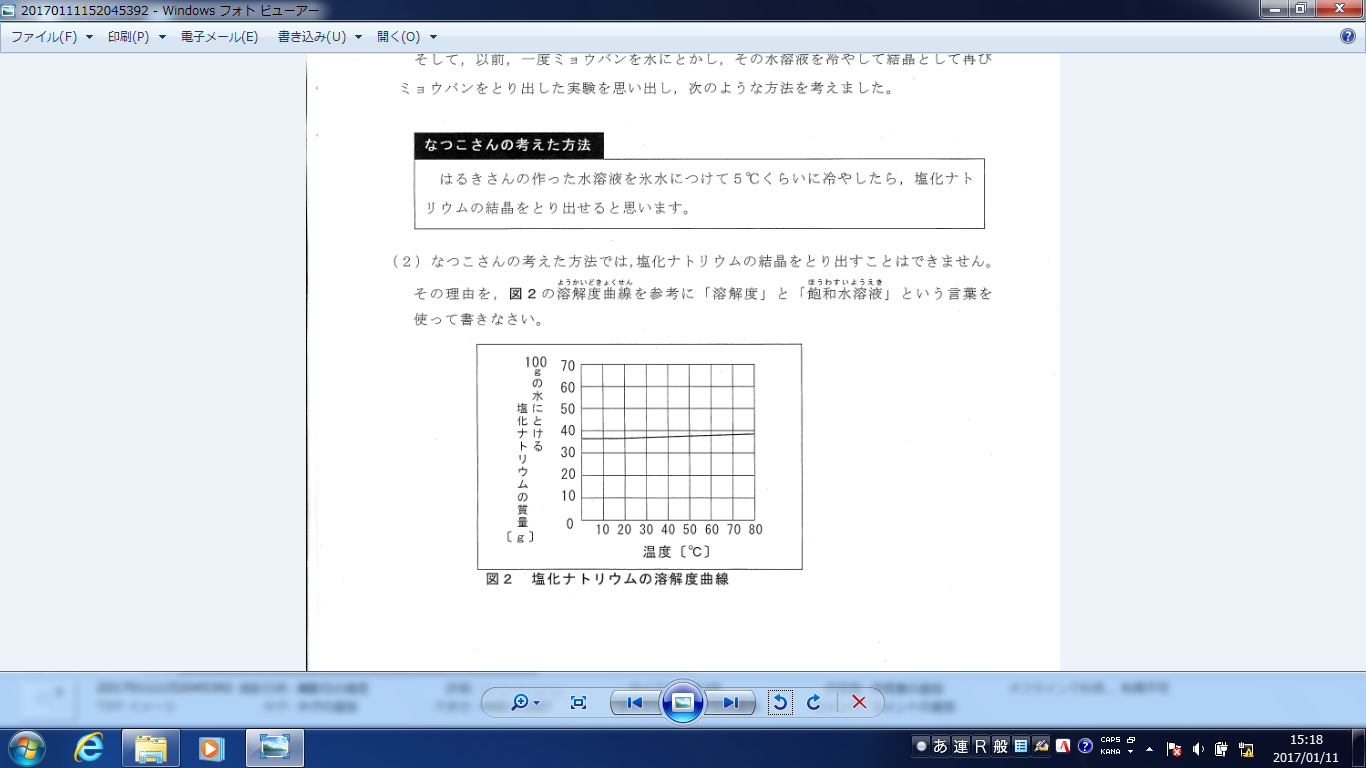 20170111152045392 - Windows フォト ビューアー
ファイル(F) 印刷(P) 電子メール(E) 書き込み(U) 開く(O)
そして，以前，一度ミョウバンを水にとかし，その水溶液を冷やして結晶として再び
ミョウバンをとり出した実験を思い出し，次のような方法を考えました。
なつこさんの考えた方法
はるきさんの作った水溶液を氷水につけて５℃くらいに冷やしたら，塩化ナト
リウムの結晶をとり出せると思います。
（２）なつこさんの考えた方法では，塩化ナトリウムの結晶をとり出すことはできません。
ようかいどきょくせん ほうわすいようえき
その理由を，図２の溶解度曲線を参考に「溶解度」と「飽和水溶液」という言葉を
使って書きなさい。
100gの水にとける
塩化ナトリウムの質量
〔g〕
70
60
50
40
30
20
10
0
10 20 30 40 50 60 70 80
温度〔℃〕
図２ 塩化ナトリウムの溶解度曲線
あ 連 R 般
CAPS
KANA
15:18
2017/01/11